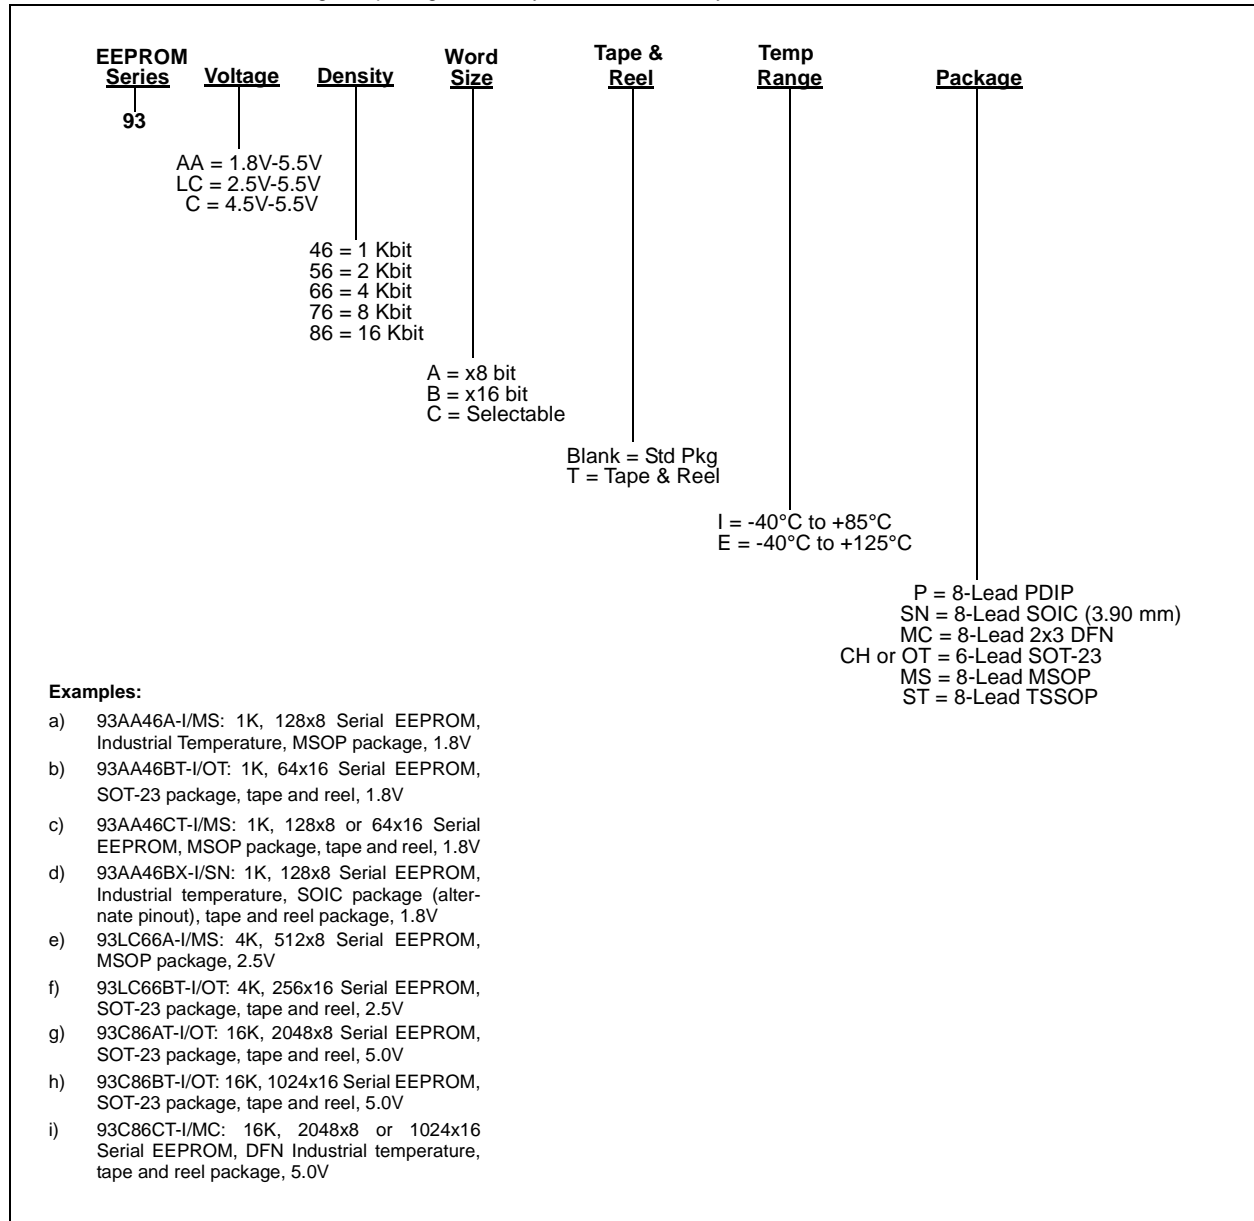 EEPROM
Series Voltage Density Word
Size Tape &
Reel Temp
Range Package
93
AA = 1.8V-5.5V
LC = 2.5V-5.5V
C = 4.5V-5.5V
46 = 1 Kbit
56 = 2 Kbit
66 = 4 Kbit
76 = 8 Kbit
86 = 16 Kbit
A = x8 bit
B = x16 bit
C = Selectable
Blank = Std Pkg
T = Tape & Reel
I = -40°C to +85°C
E = -40°C to +125°C
P = 8-Lead PDIP
SN = 8-Lead SOIC (3.90 mm)
MC = 8-Lead 2x3 DFN
CH or OT = 6-Lead SOT-23
MS = 8-Lead MSOP
ST = 8-Lead TSSOP
Examples:
a) 93AA46A-I/MS: 1K, 128x8 Serial EEPROM,
Industrial Temperature, MSOP package, 1.8V
b) 93AA46BT-I/OT: 1K, 64x16 Serial EEPROM,
SOT-23 package, tape and reel, 1.8V
c) 93AA46CT-I/MS: 1K, 128x8 or 64x16 Serial
EEPROM, MSOP package, tape and reel, 1.8V
d) 93AA46BX-I/SN: 1K, 128x8 Serial EEPROM,
Industrial temperature, SOIC package (alter-
nate pinout), tape and reel package, 1.8V
e) 93LC66A-I/MS: 4K, 512x8 Serial EEPROM,
MSOP package, 2.5V
f) 93LC66BT-I/OT: 4K, 256x16 Serial EEPROM,
SOT-23 package, tape and reel, 2.5V
g) 93C86AT-I/OT: 16K, 2048x8 Serial EEPROM,
SOT-23 package, tape and reel, 5.0V
h) 93C86BT-I/OT: 16K, 1024x16 Serial EEPROM,
SOT-23 package, tape and reel, 5.0V
i) 93C86CT-I/MC: 16K, 2048x8 or 1024x16
Serial EEPROM, DFN Industrial temperature,
tape and reel package, 5.0V